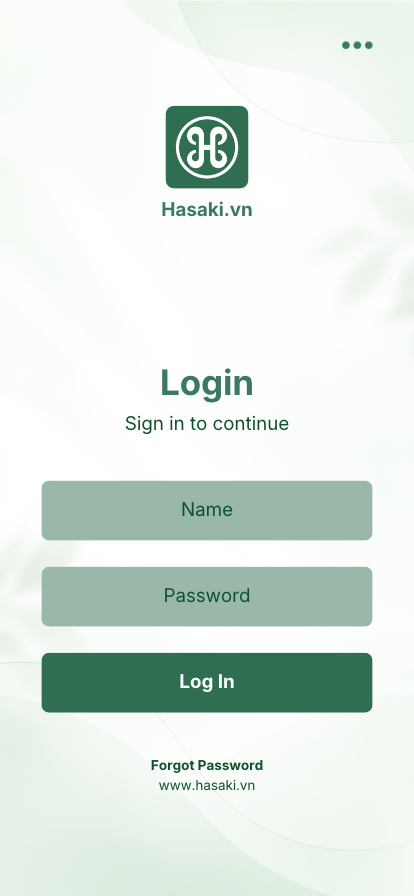 Hasaki.vn
Login
Sign in to continue
Name
Password
Log In
Forgot Password
www.hasaki.vn